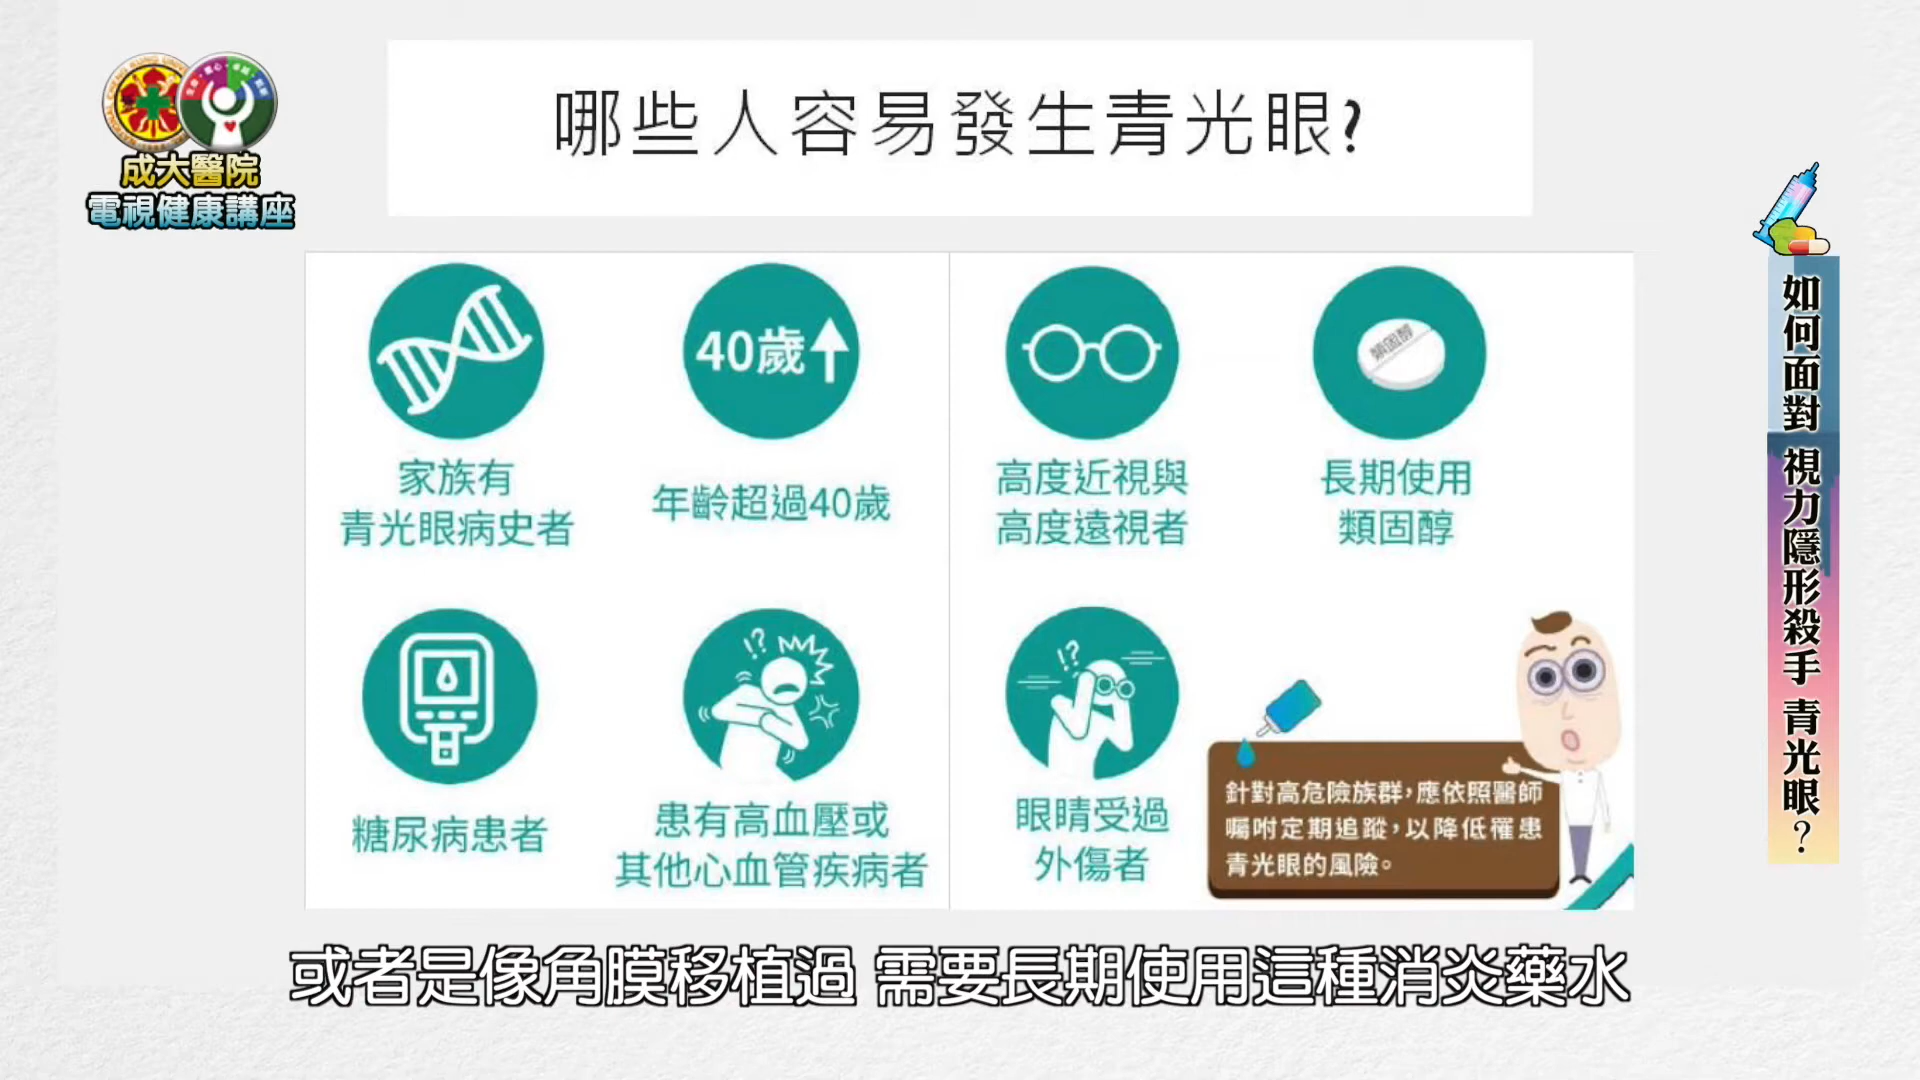 成大醫院
電視健康講座
哪些人容易發生青光眼?
40歲
類固醇
家族有
青光眼病史者
年齡超過40歲
高度近視與
高度遠視者
長期使用
類固醇
!?
!?
糖尿病患者
患有高血壓或
其他心血管疾病者
眼睛受過
外傷者
針對高危險族群,應依照醫師
囑咐定期追蹤,以降低罹患
青光眼的風險。
如何面對 視力隱形殺手 青光眼?
或者是像角膜移植過 需要長期使用這種消炎藥水